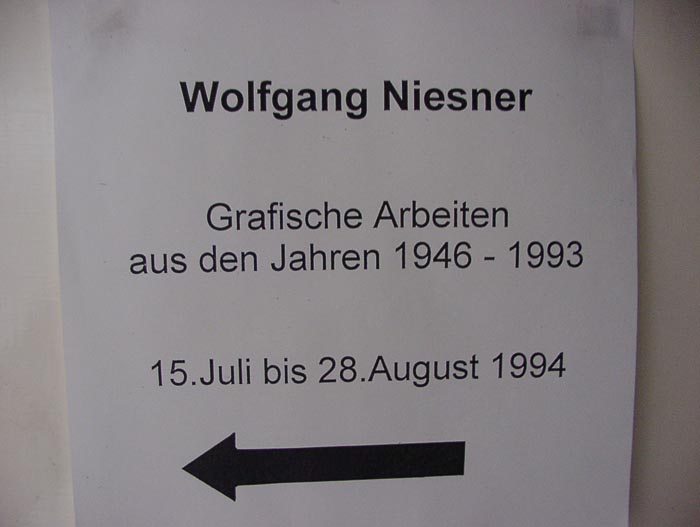 Wolfgang Niesner
Grafische Arbeiten
aus den Jahren 1946 - 1993
15.Juli bis 28.August 1994